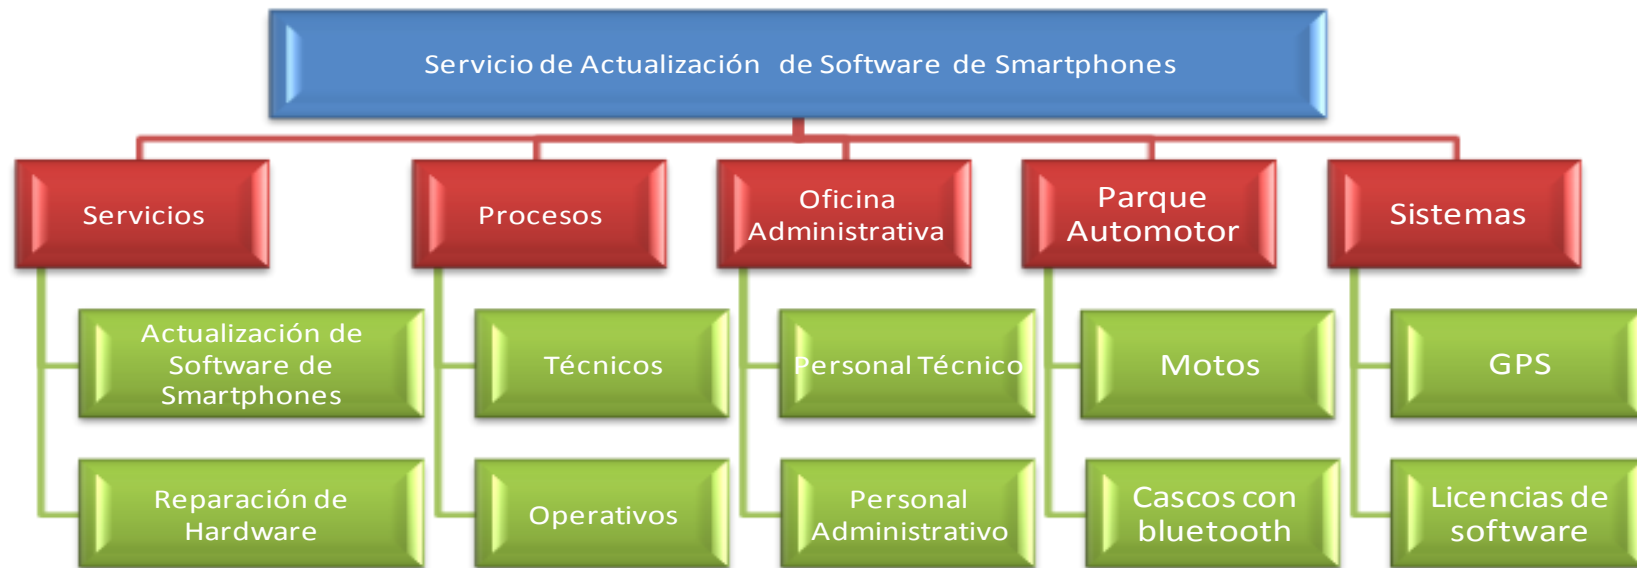 Servicio de Actualización de Software de Smartphones
Servicios
Procesos
Oficina
Administrativa
Parque
Automotor
Sistemas
Actualización de
Software de
Smartphones
Técnicos
Personal Técnico
Motos
GPS
Reparación de
Hardware
Operativos
Personal
Administrativo
Cascos con
bluetooth
Licencias de
software